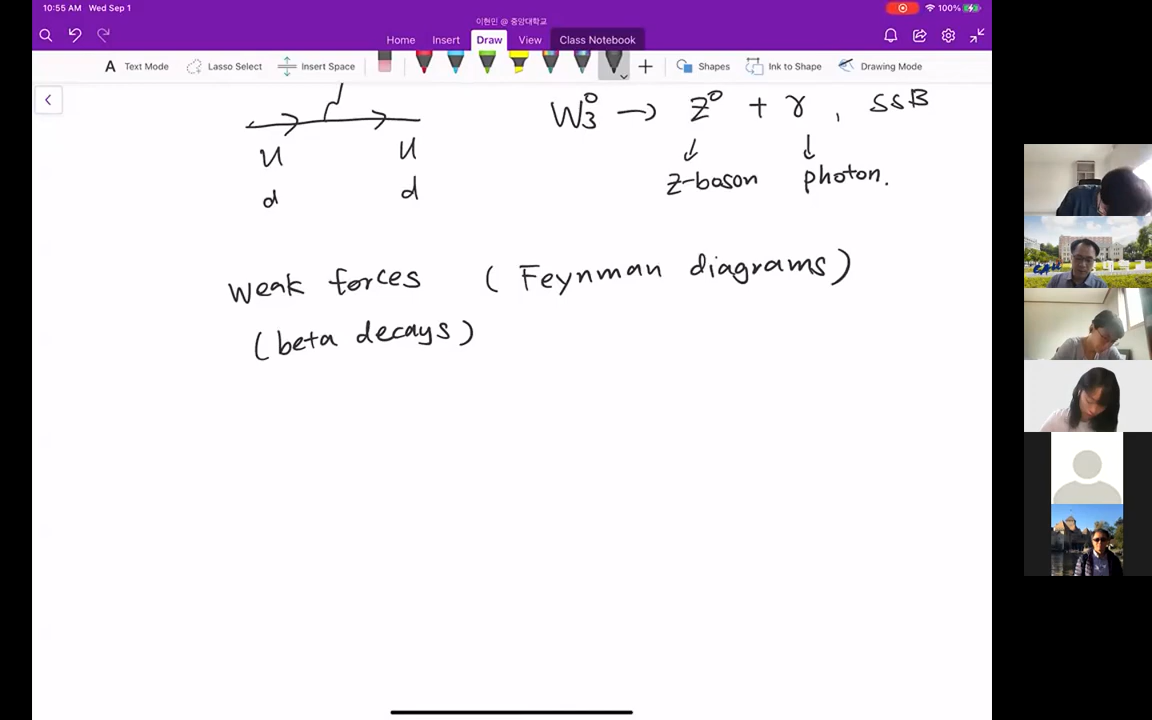 10:55 AM Wed Sep 1
100%
이현민 @ 중앙대학교
Home Insert Draw View Class Notebook
A Text Mode Lasso Select Insert Space Shapes Ink to Shape Drawing Mode
W₃⁰ → Z⁰ + γ , SSB
u u
↓ ↓
d d
Z-boson photon.
weak forces ( Feynman diagrams )
( beta decays )